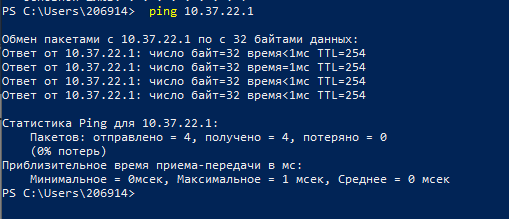 PS C:\Users\206914> ping 10.37.22.1
Обмен пакетами с 10.37.22.1 по с 32 байтами данных:
Ответ от 10.37.22.1: число байт=32 время<1мс TTL=254
Ответ от 10.37.22.1: число байт=32 время=1мс TTL=254
Ответ от 10.37.22.1: число байт=32 время<1мс TTL=254
Ответ от 10.37.22.1: число байт=32 время<1мс TTL=254
Статистика Ping для 10.37.22.1:
Пакетов: отправлено = 4, получено = 4, потеряно = 0
(0% потерь)
Приблизительное время приема-передачи в мс:
Минимальное = 0мсек, Максимальное = 1 мсек, Среднее = 0 мсек
PS C:\Users\206914>